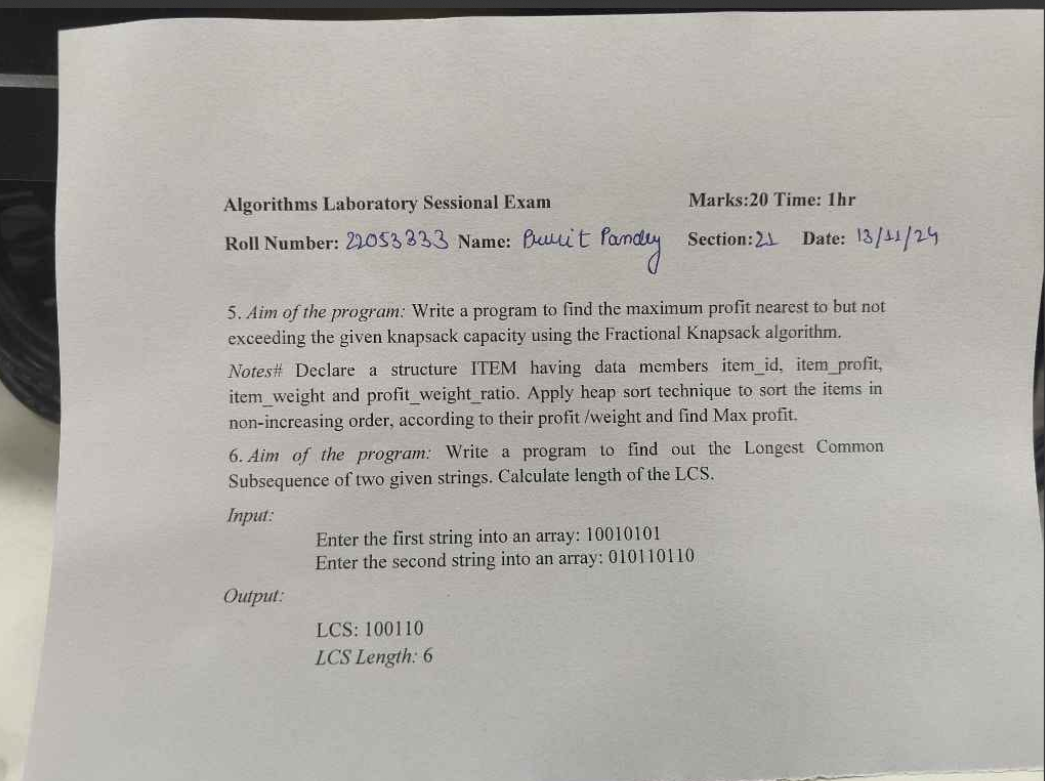 Algorithms Laboratory Sessional Exam Marks:20 Time: 1hr
Roll Number: 22053333 Name: Pandey Section:21 Date: 13/11/24
5. Aim of the program: Write a program to find the maximum profit nearest to but not
exceeding the given knapsack capacity using the Fractional Knapsack algorithm.
Notes# Declare a structure ITEM having data members item_id, item_profit,
item_weight and profit_weight_ratio. Apply heap sort technique to sort the items in
non-increasing order, according to their profit /weight and find Max profit.
6. Aim of the program: Write a program to find out the Longest Common
Subsequence of two given strings. Calculate length of the LCS.
Input:
Enter the first string into an array: 10010101
Enter the second string into an array: 010110110
Output:
LCS: 100110
LCS Length: 6